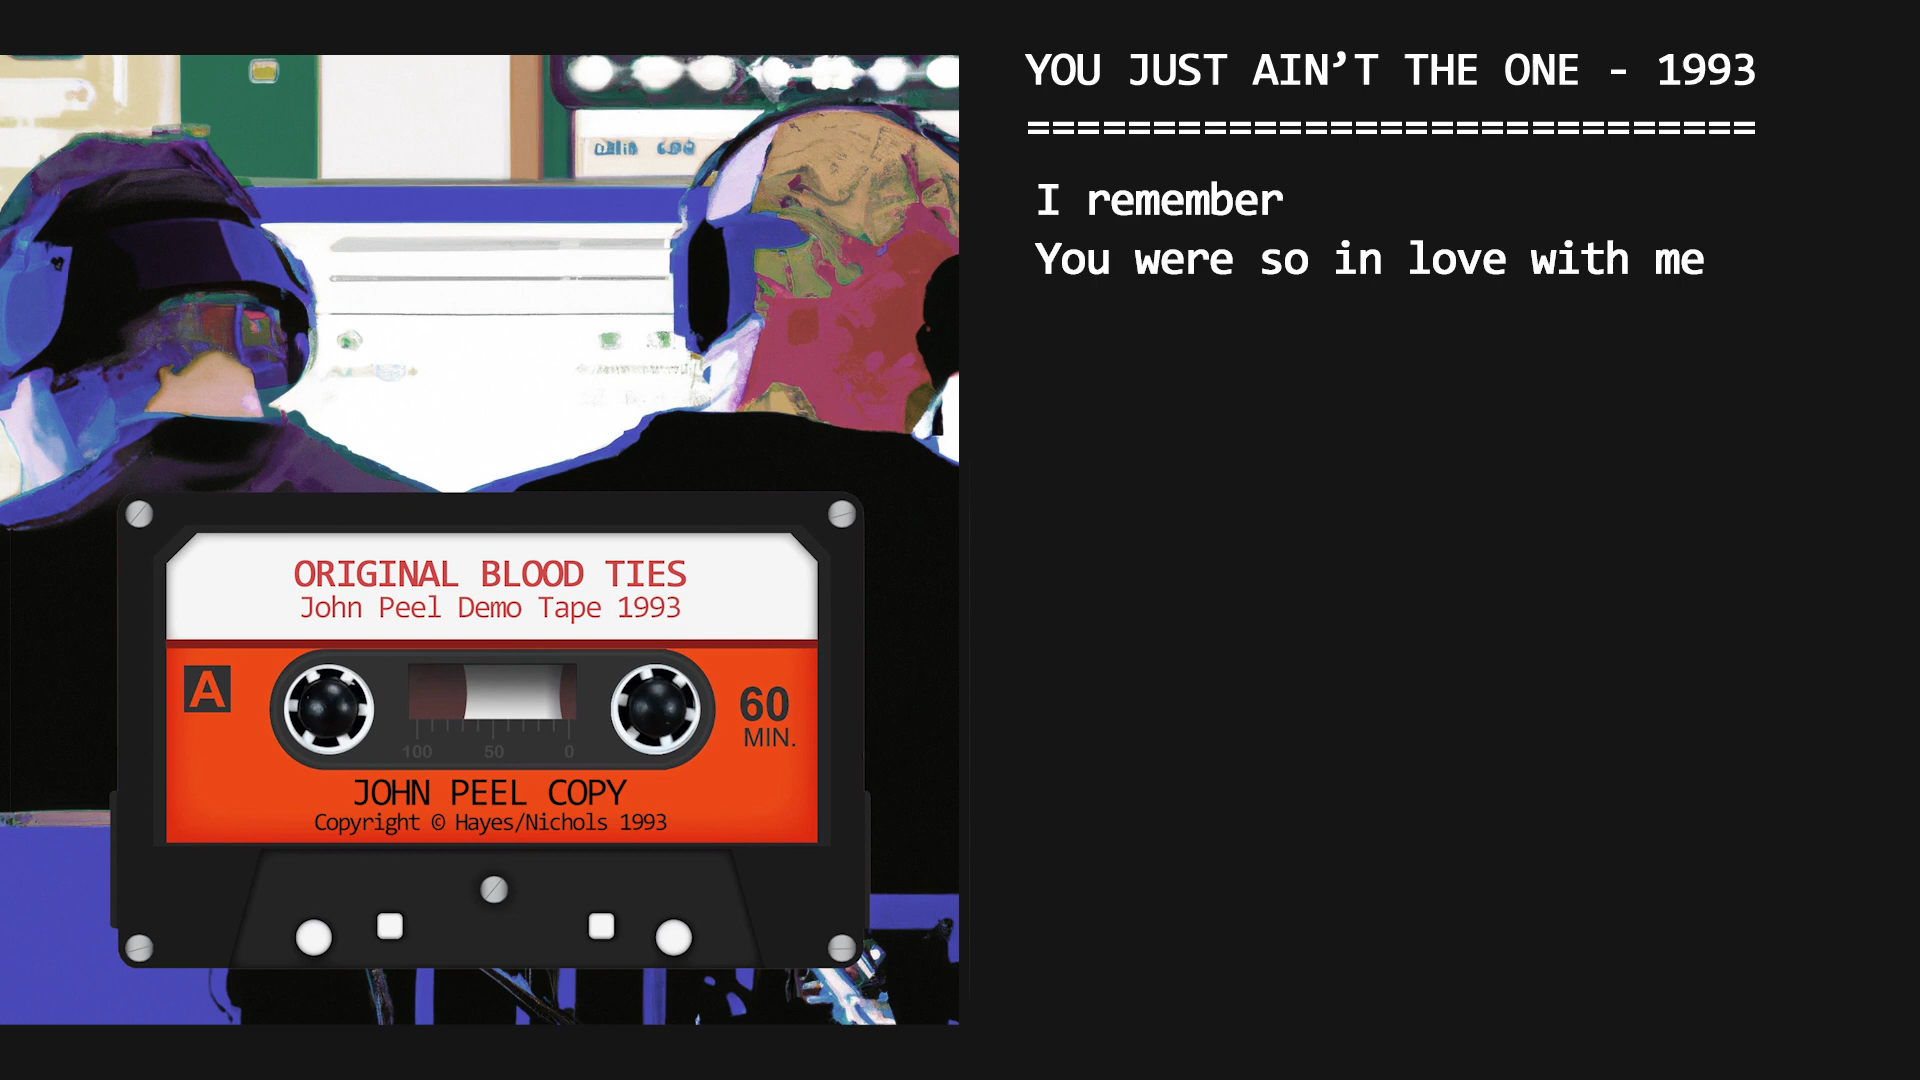 YOU JUST AIN’T THE ONE - 1993
=============================
I remember
You were so in love with me
ORIGINAL BLOOD TIES
John Peel Demo Tape 1993
A
60
MIN.
100 50 0
JOHN PEEL COPY
Copyright © Hayes/Nichols 1993